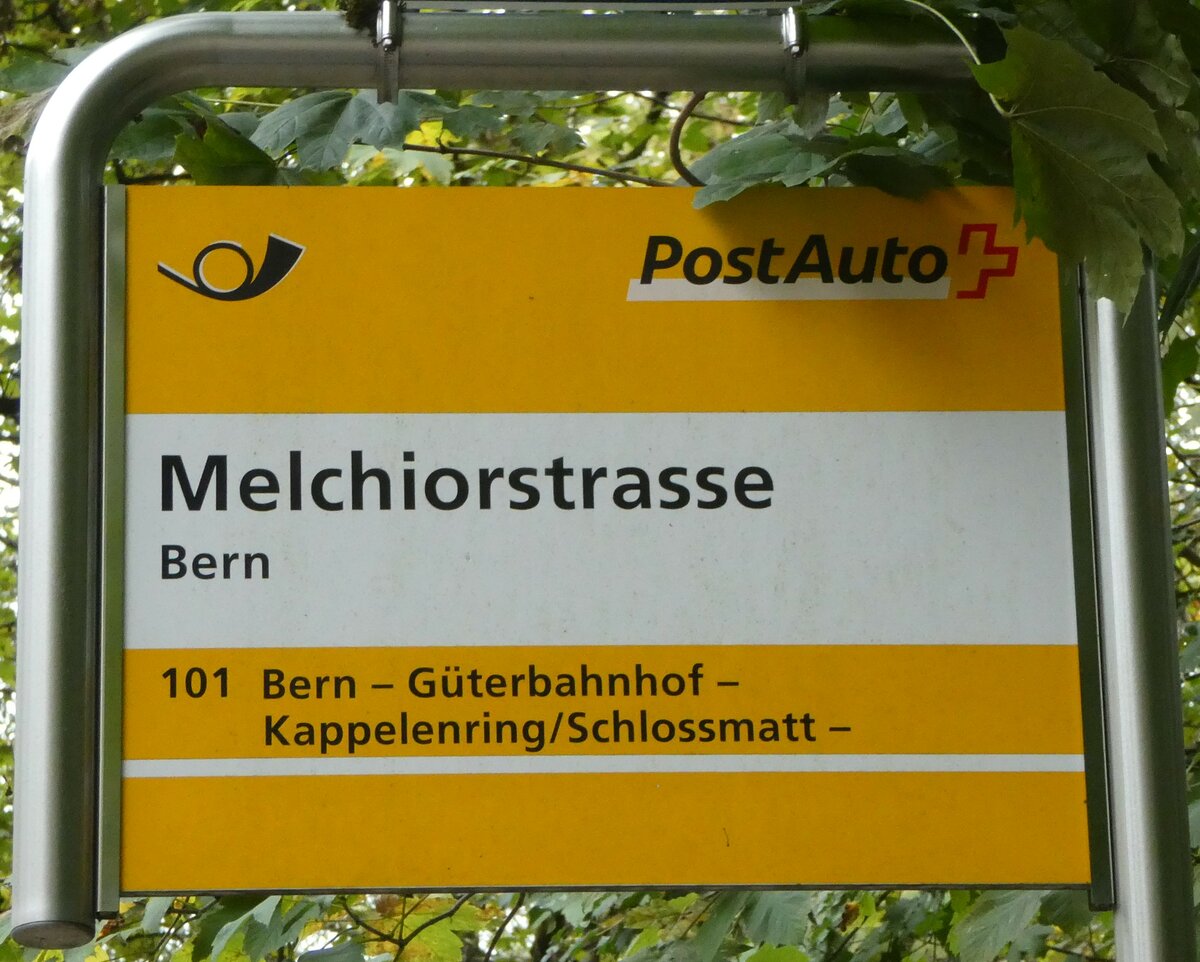 PostAuto
Melchiorstrasse
Bern
101 Bern – Güterbahnhof –
Kappelenring/Schlossmatt –